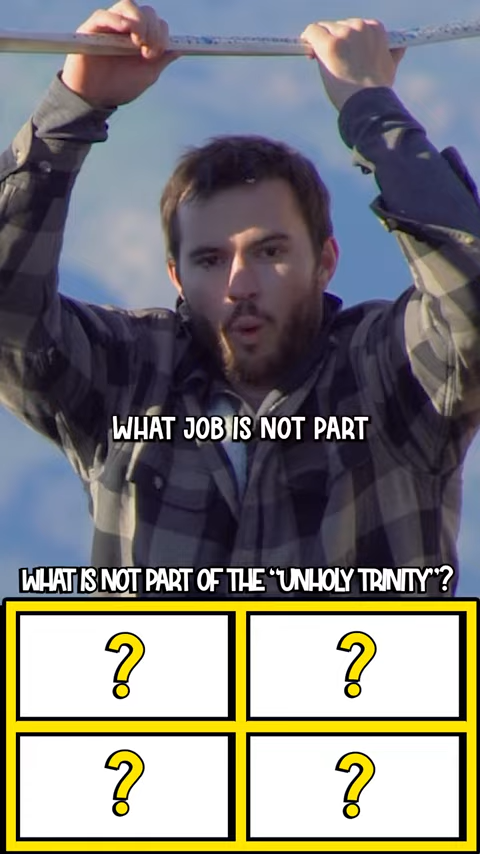 WHAT JOB IS NOT PART
WHAT IS NOT PART OF THE "UNHOLY TRINITY"?
? ?
? ?